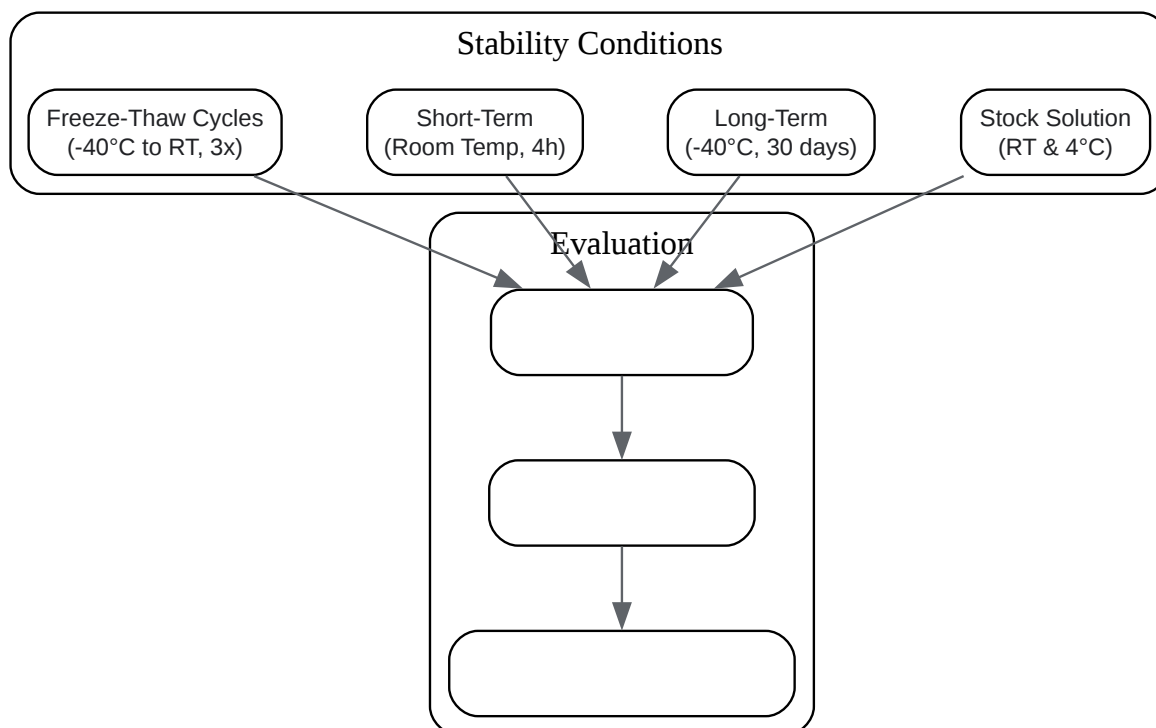 Stability Conditions
Freeze-Thaw Cycles
(-40°C to RT, 3x)
Short-Term
(Room Temp, 4h)
Long-Term
(-40°C, 30 days)
Stock Solution
(RT & 4°C)
Evaluation